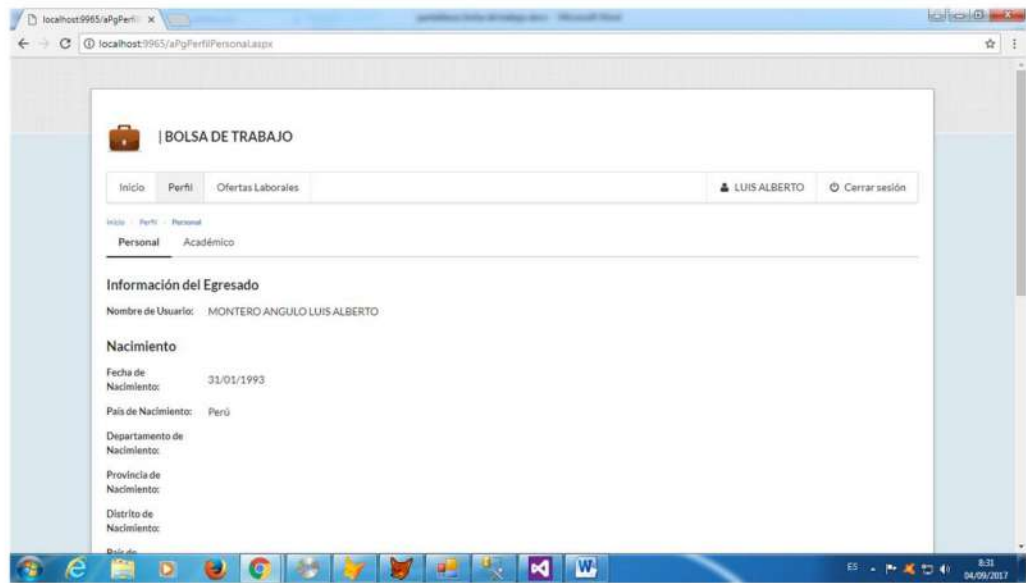 localhost:9965/aPgPerfi
localhost:9965/aPgPerfilPersonal.aspx
| BOLSA DE TRABAJO
Inicio Perfil Ofertas Laborales LUIS ALBERTO Cerrar sesión
Inicio Perfil Personal
Personal Académico
Información del Egresado
Nombre de Usuario: MONTERO ANGULO LUIS ALBERTO
Nacimiento
Fecha de
Nacimiento: 31/01/1993
País de Nacimiento: Perú
Departamento de
Nacimiento:
Provincia de
Nacimiento:
Distrito de
Nacimiento:
País de
ES 8:31
04/09/2017